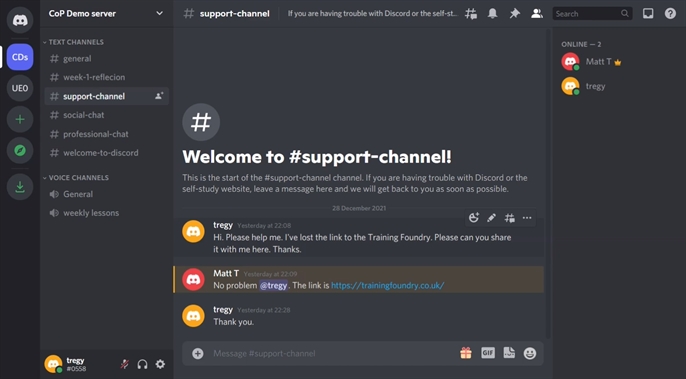 CoP Demo server
# support-channel
If you are having trouble with Discord or the self-st...
Search
CDs
UE0
TEXT CHANNELS
# general
# week-1-reflecion
# support-channel
# social-chat
# professional-chat
# welcome-to-discord
VOICE CHANNELS
General
weekly lessons
tregy
#0558
#
Welcome to #support-channel!
This is the start of the #support-channel channel. If you are having trouble with Discord or the
self-study website, leave a message here and we will get back to you as soon as possible.
28 December 2021
tregy Yesterday at 22:08
Hi. Please help me. I've lost the link to the Training Foundry. Please can you share
it with me here. Thanks.
Matt T Yesterday at 22:09
No problem @tregy. The link is https://trainingfoundry.co.uk/
tregy Yesterday at 22:28
Thank you.
Message #support-channel
GIF
ONLINE — 2
Matt T
tregy